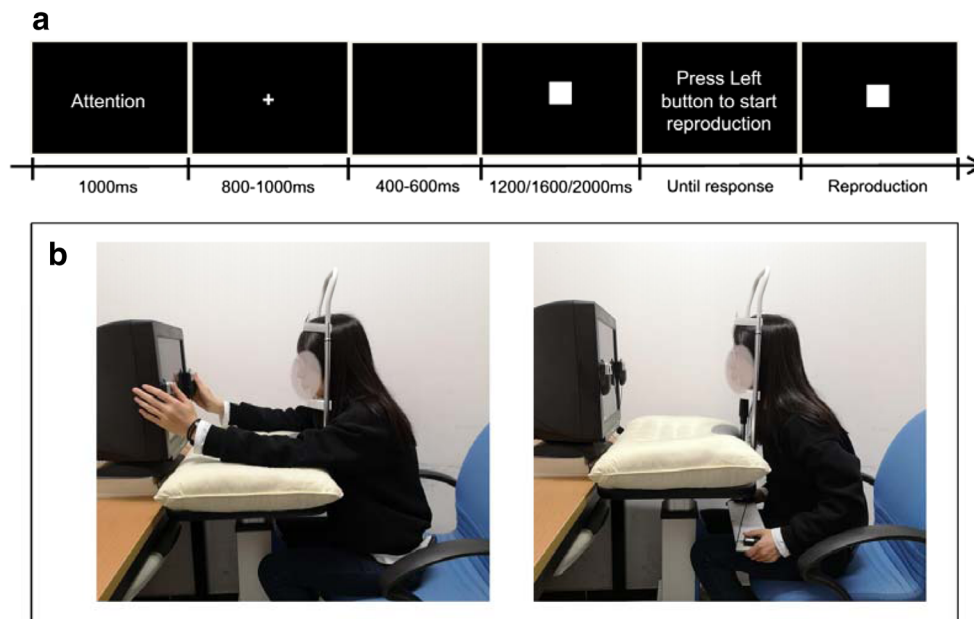 a
Attention
+
Press Left
button to start
reproduction
1000ms
800-1000ms
400-600ms
1200/1600/2000ms
Until response
Reproduction
b